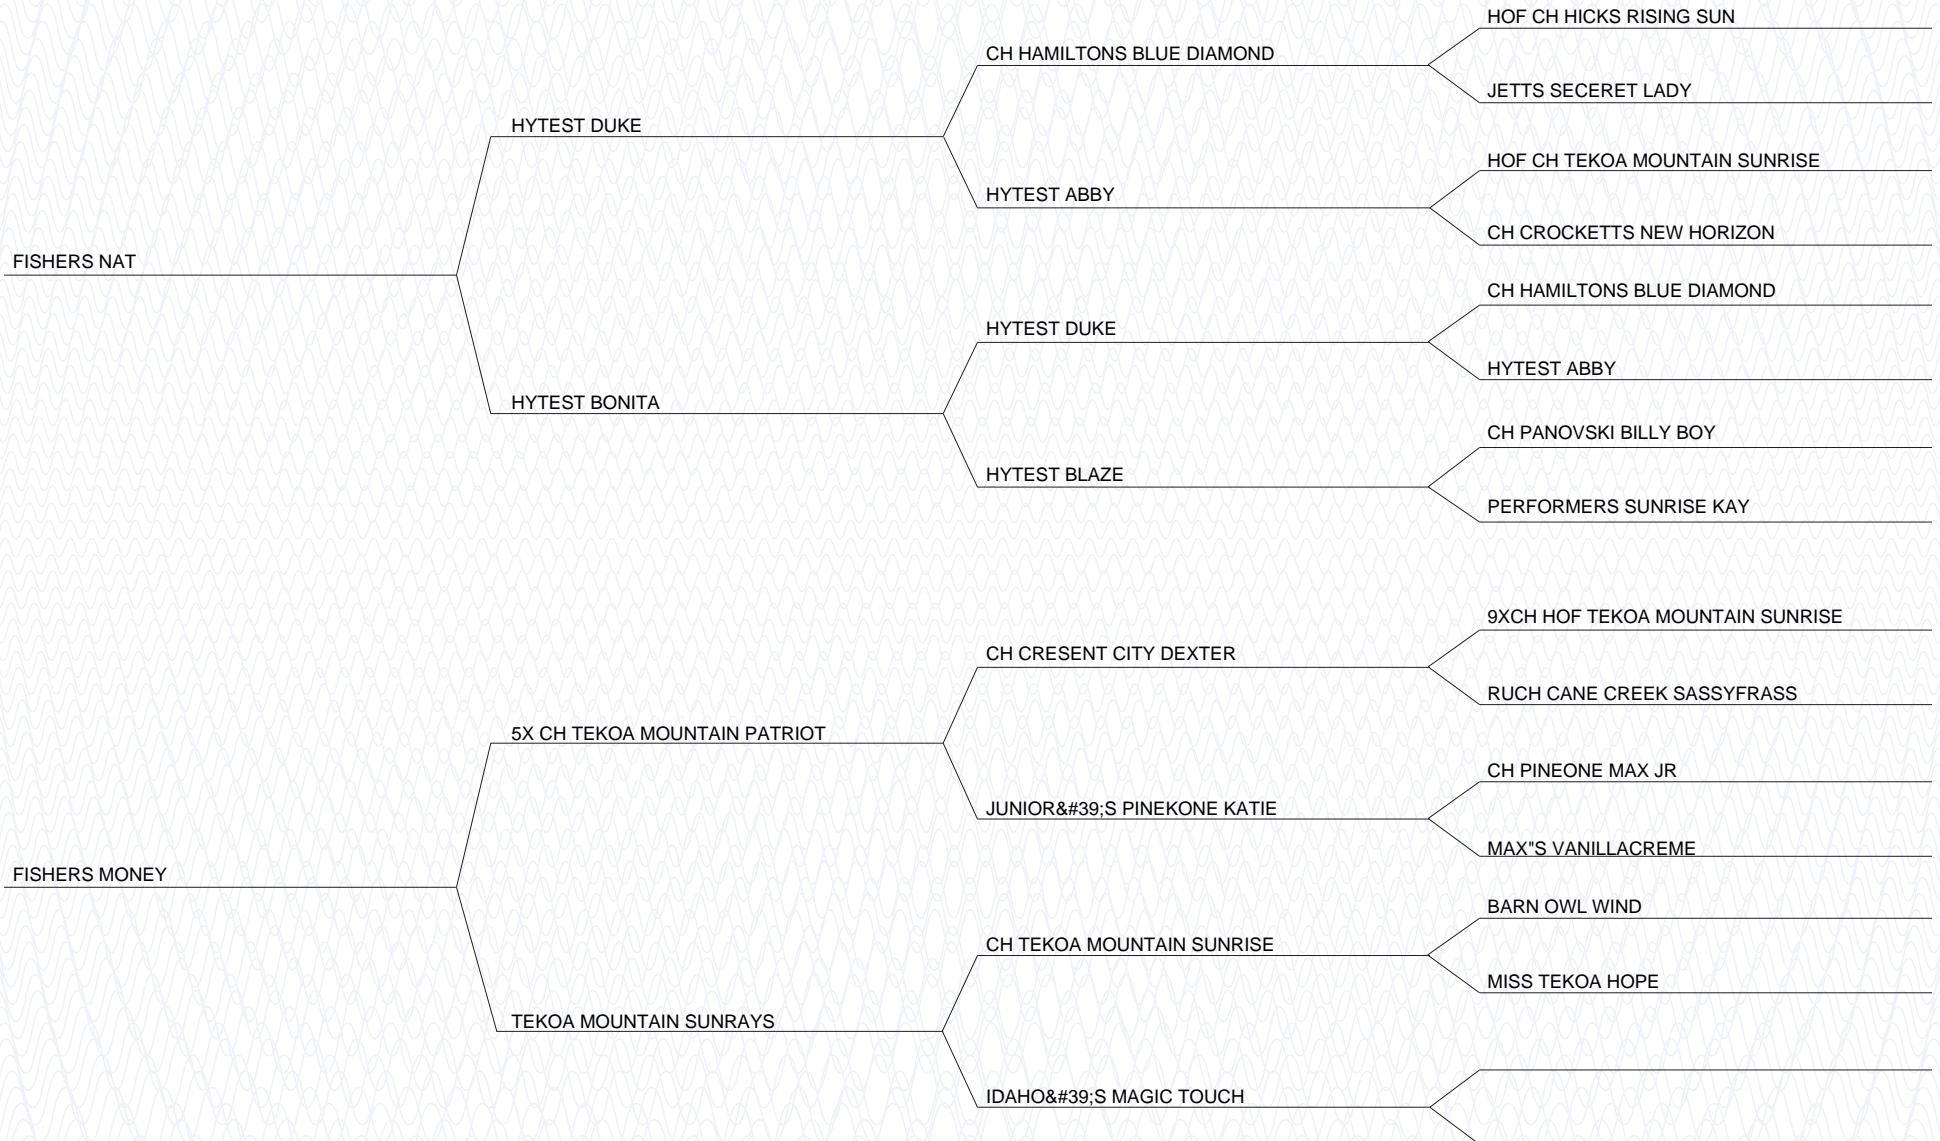 HOF CH HICKS RISING SUN
CH HAMILTONS BLUE DIAMOND
JETTS SECERET LADY
HYTEST DUKE
HOF CH TEKOA MOUNTAIN SUNRISE
HYTEST ABBY
CH CROCKETTS NEW HORIZON
FISHERS NAT
CH HAMILTONS BLUE DIAMOND
HYTEST DUKE
HYTEST ABBY
HYTEST BONITA
CH PANOVSKI BILLY BOY
HYTEST BLAZE
PERFORMERS SUNRISE KAY
9XCH HOF TEKOA MOUNTAIN SUNRISE
CH CRESENT CITY DEXTER
RUCH CANE CREEK SASSYFRASS
5X CH TEKOA MOUNTAIN PATRIOT
CH PINEONE MAX JR
JUNIOR&#39;S PINEKONE KATIE
MAX"S VANILLACREME
FISHERS MONEY
BARN OWL WIND
CH TEKOA MOUNTAIN SUNRISE
MISS TEKOA HOPE
TEKOA MOUNTAIN SUNRAYS
IDAHO&#39;S MAGIC TOUCH